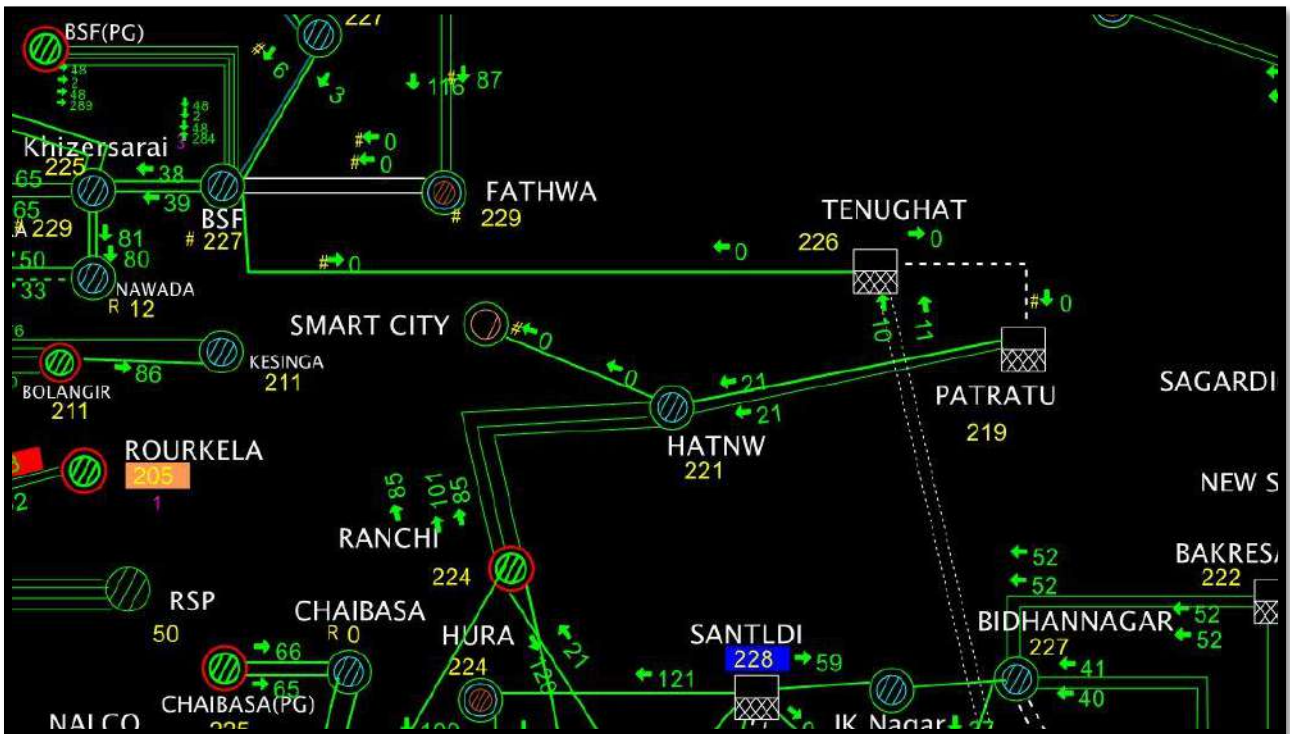 BSF(PG)
227
48
2
48
289
# 6
3
116
# 87
48
2
48
284
3
Khizersarai
225
# 0
# 0
65
38
39
FATHWA
# 229
65
# 229
BSF
# 227
TENUGHAT
226
0
81
80
50
33
# 0
0
NAWADA
R 12
10
11
# 0
SMART CITY
# 0
KESINGA
211
86
BOLANGIR
211
0
21
21
PATRATU
219
SAGARDI
HATNW
221
ROURKELA
205
1
85
101
85
NEW S
RANCHI
224
52
52
BAKRES
222
RSP
50
CHAIBASA
R 0
HURA
224
21
128
SANTLDI
228
59
BIDHANNAGAR
227
52
52
66
65
121
41
40
CHAIBASA(PG)
225
NALCO
JK Nagar